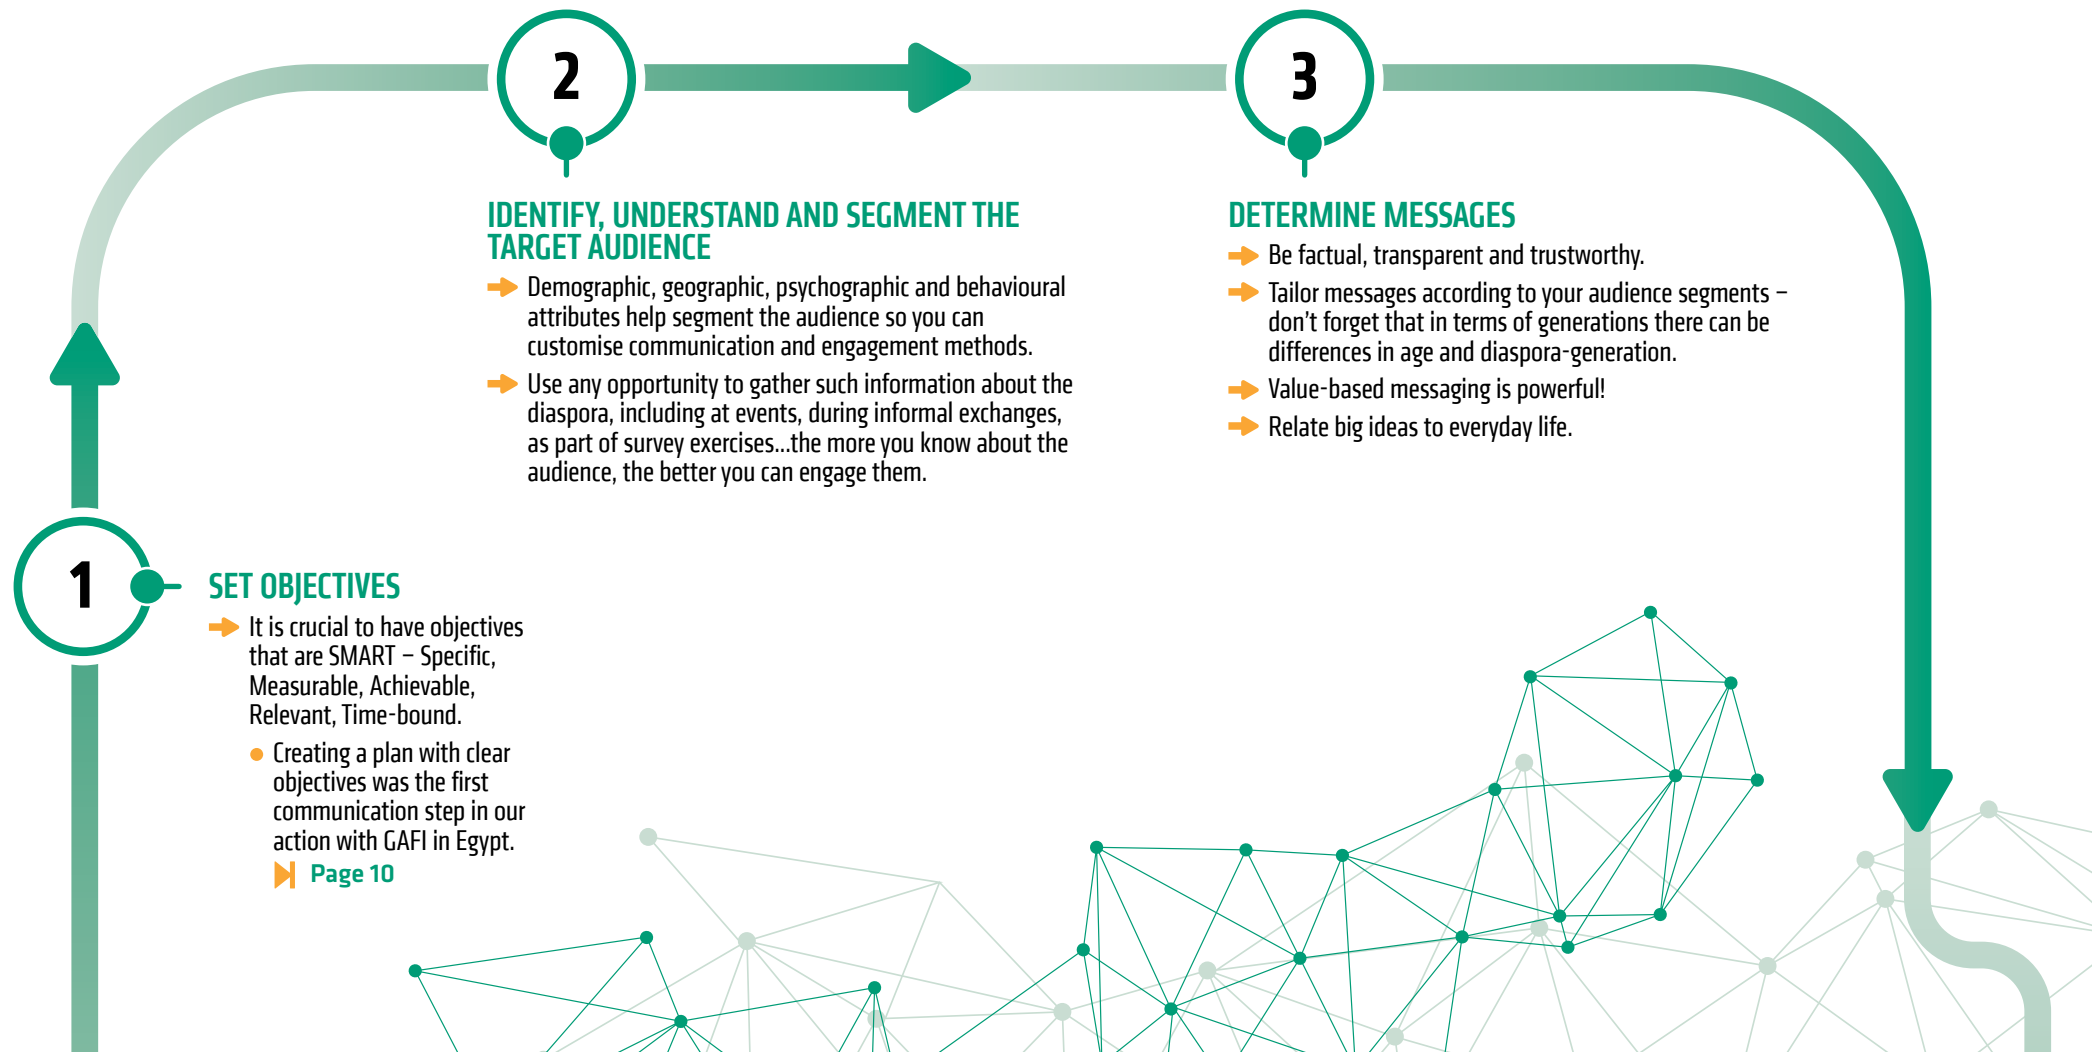 1
SET OBJECTIVES
It is crucial to have objectives
that are SMART – Specific,
Measurable, Achievable,
Relevant, Time-bound.
Creating a plan with clear
objectives was the first
communication step in our
action with GAFI in Egypt.
Page 10
2
IDENTIFY, UNDERSTAND AND SEGMENT THE
TARGET AUDIENCE
Demographic, geographic, psychographic and behavioural
attributes help segment the audience so you can
customise communication and engagement methods.
Use any opportunity to gather such information about the
diaspora, including at events, during informal exchanges,
as part of survey exercises...the more you know about the
audience, the better you can engage them.
3
DETERMINE MESSAGES
Be factual, transparent and trustworthy.
Tailor messages according to your audience segments –
don’t forget that in terms of generations there can be
differences in age and diaspora-generation.
Value-based messaging is powerful!
Relate big ideas to everyday life.